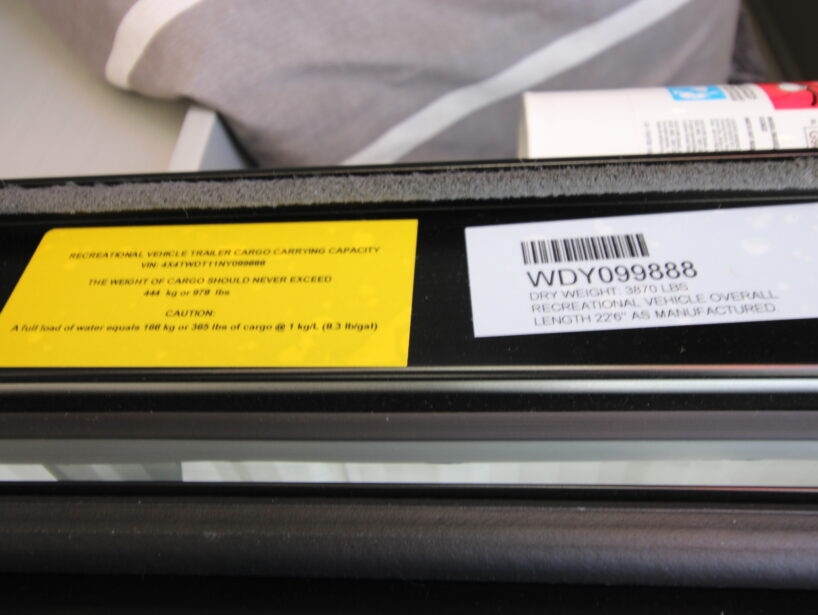 RECREATIONAL VEHICLE TRAILER CARGO CARRYING CAPACITY
VIN: 4X4TWDT11NY099888
THE WEIGHT OF CARGO SHOULD NEVER EXCEED
444 kg or 978 lbs
CAUTION:
A full load of water equals 166 kg or 365 lbs of cargo @ 1 kg/L (8.3 lb/gal)
WDY099888
DRY WEIGHT: 3870 LBS
RECREATIONAL VEHICLE OVERALL
LENGTH 22'6" AS MANUFACTURED